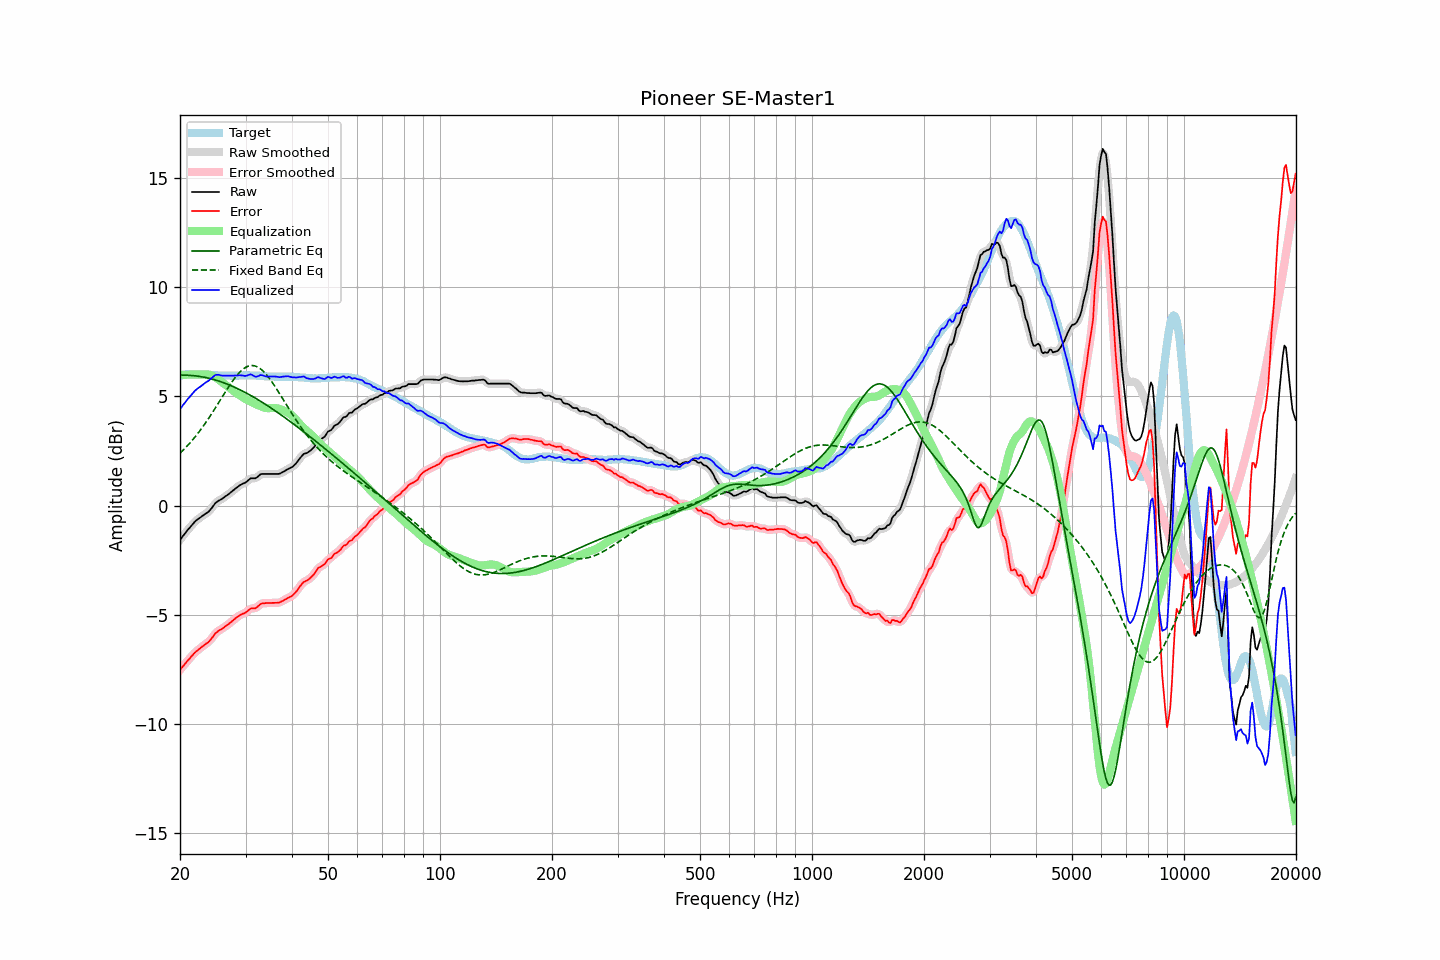 Pioneer SE-Master1
Target
Raw Smoothed
Error Smoothed
Raw
Error
Equalization
Parametric Eq
Fixed Band Eq
Equalized
15
10
5
0
−5
−10
−15
Amplitude (dBr)
20 50 100 200 500 1000 2000 5000 10000 20000
Frequency (Hz)